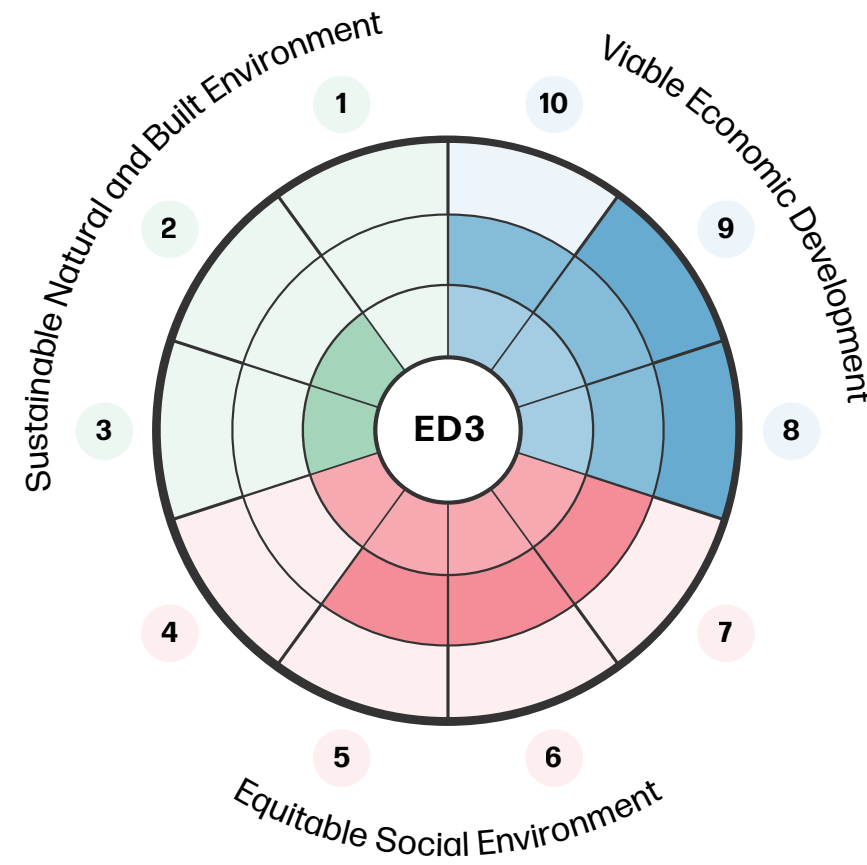 Sustainable Natural and Built Environment
Viable Economic Development
1
10
2
9
3
ED3
8
4
7
5
6
Equitable Social Environment